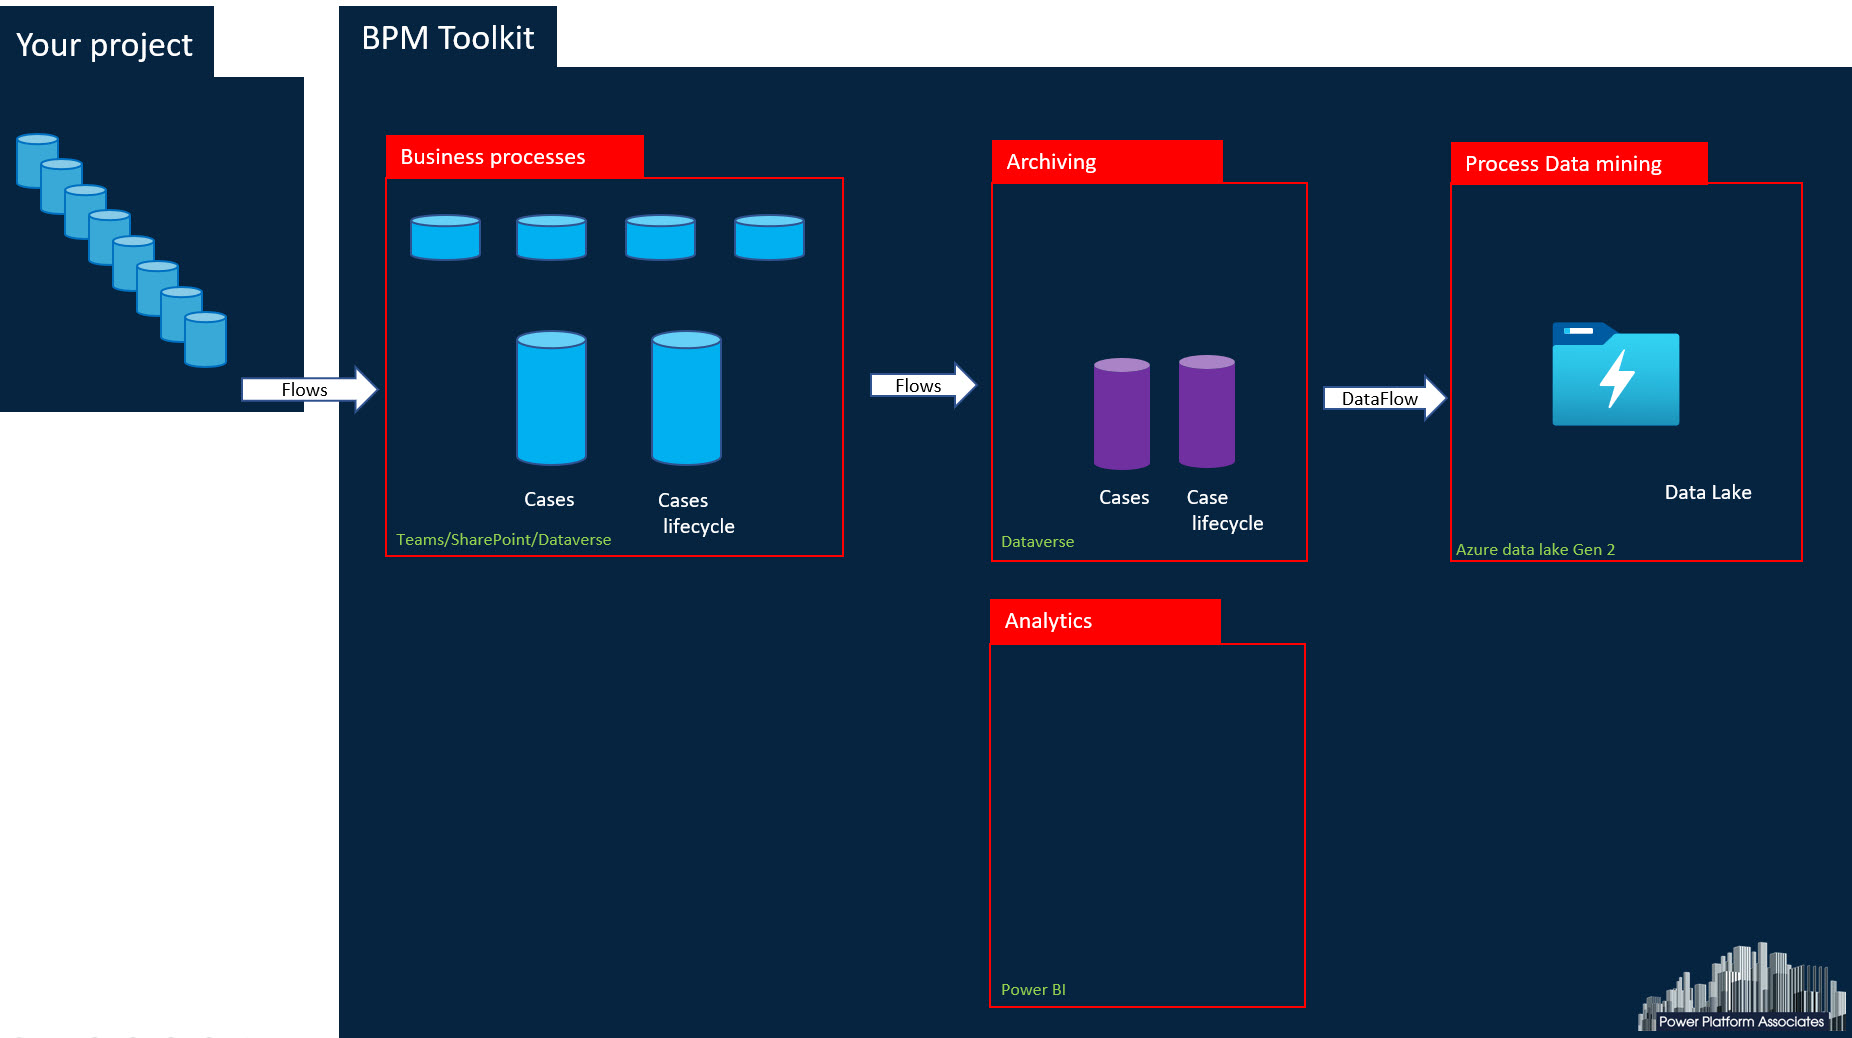 Your project
BPM Toolkit
Business processes
Archiving
Process Data mining
Flows
Flows
DataFlow
Cases
Cases
lifecycle
Teams/SharePoint/Dataverse
Cases
Case
lifecycle
Dataverse
Data Lake
Azure data lake Gen 2
Analytics
Power BI
Power Platform Associates